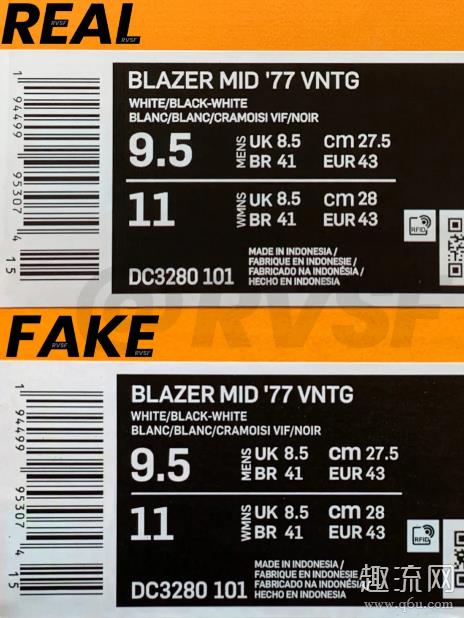 REAL
RVSF
1 94499 95307 4 15
BLAZER MID '77 VNTG
WHITE/BLACK-WHITE
BLANC/BLANC/CRAMOISI VIF/NOIR
9.5 MENS UK 8.5 cm 27.5
BR 41 EUR 43
11 WMNS UK 8.5 cm 28
BR 41 EUR 43
RFID
MADE IN INDONESIA /
FABRIQUE EN INDONESIE /
FABRICADO NA INDONÉSIA /
HECHO EN INDONESIA
DC3280 101
RVSF
FAKE
RVSF
1 94499 95307 4 15
BLAZER MID '77 VNTG
WHITE/BLACK-WHITE
BLANC/BLANC/CRAMOISI VIF/NOIR
9.5 MENS UK 8.5 cm 27.5
BR 41 EUR 43
11 WMNS UK 8.5 cm 28
BR 41 EUR 43
RFID
MADE IN INDONESIA /
FABRIQUE EN INDONESIE /
FABRICADO NA INDONÉSIA /
HECHO EN INDONESIA
DC3280 101
趣流网
www.q6u.com